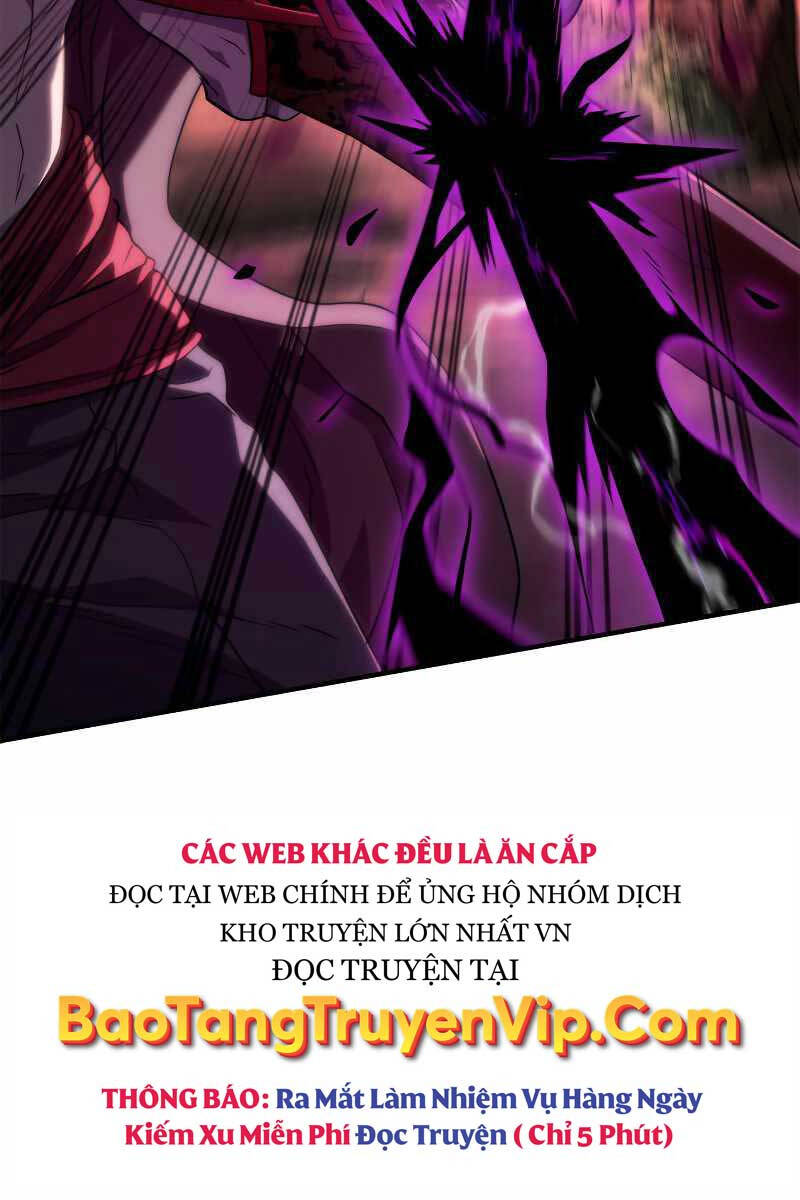 CÁC WEB KHÁC ĐỀU LÀ ĂN CẮP
ĐỌC TẠI WEB CHÍNH ĐỂ ỦNG HỘ NHÓM DỊCH
KHO TRUYỆN LỚN NHẤT VN
ĐỌC TRUYỆN TẠI
BaoTangTruyenVip.Com
THÔNG BÁO: Ra Mắt Làm Nhiệm Vụ Hàng Ngày
Kiếm Xu Miễn Phí Đọc Truyện ( Chỉ 5 Phút)